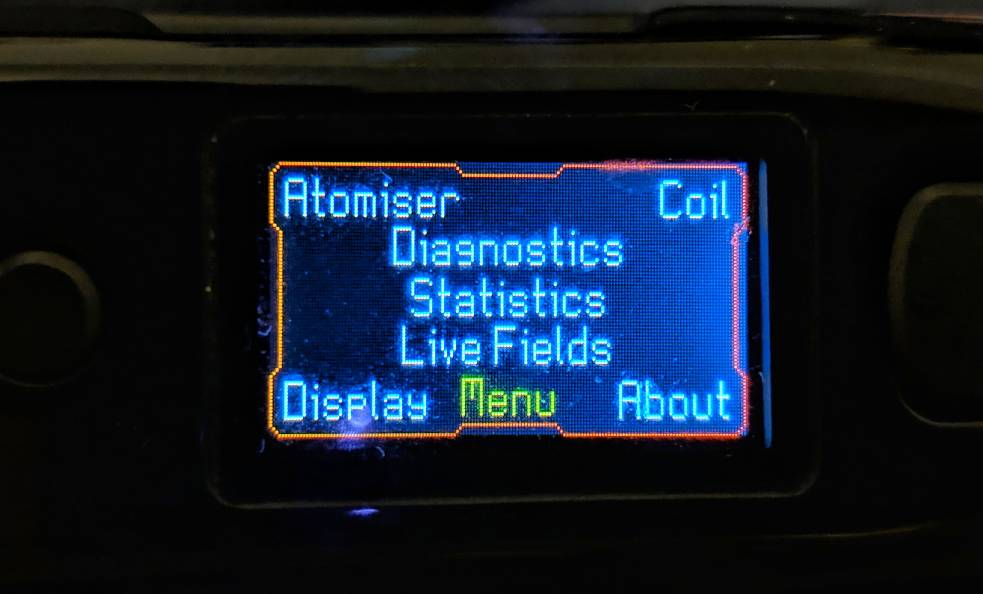 Atomiser Coil
Diagnostics
Statistics
Live Fields
Display Menu About